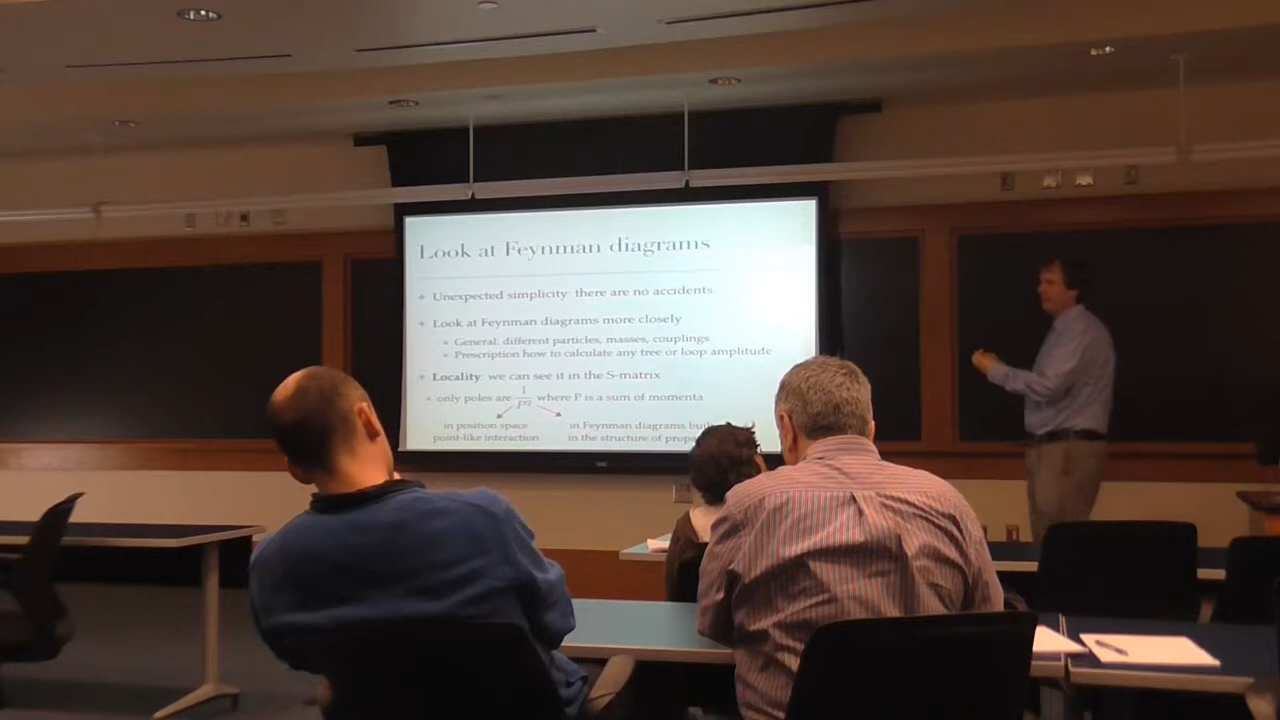 Look at Feynman diagrams
Unexpected simplicity: there are no accidents
Look at Feynman diagrams more closely
General: different particles, masses, couplings
Prescription how to calculate any tree or loop amplitude
Locality: we can see it in the S-matrix
only poles are 1/P² where P is a sum of momenta
in position space
point-like interaction
in Feynman diagrams
in the structure of